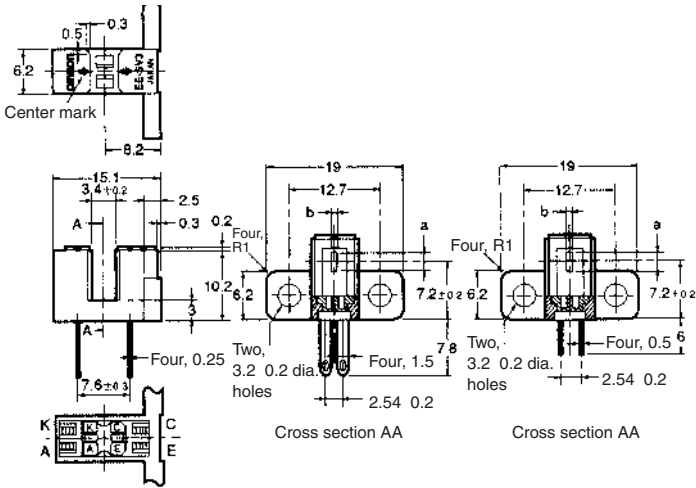 0.3
0.5
6.2
omron
EE-SV3
JAPAN
Center mark
8.2
15.1
3.4±0.2
2.5
A
0.3
0.2
10.2
3
A
Four, 0.25
7.6±0.3
K
K
C
C
A
A
E
E
19
12.7
b
a
Four,
R1
6.2
7.2±0.2
7.8
Two,
3.2 0.2 dia.
holes
Four, 1.5
2.54 0.2
Cross section AA
19
12.7
b
a
Four, R1
6.2
7.2±0.2
6
Two,
3.2 0.2 dia.
holes
Four, 0.5
2.54 0.2
Cross section AA